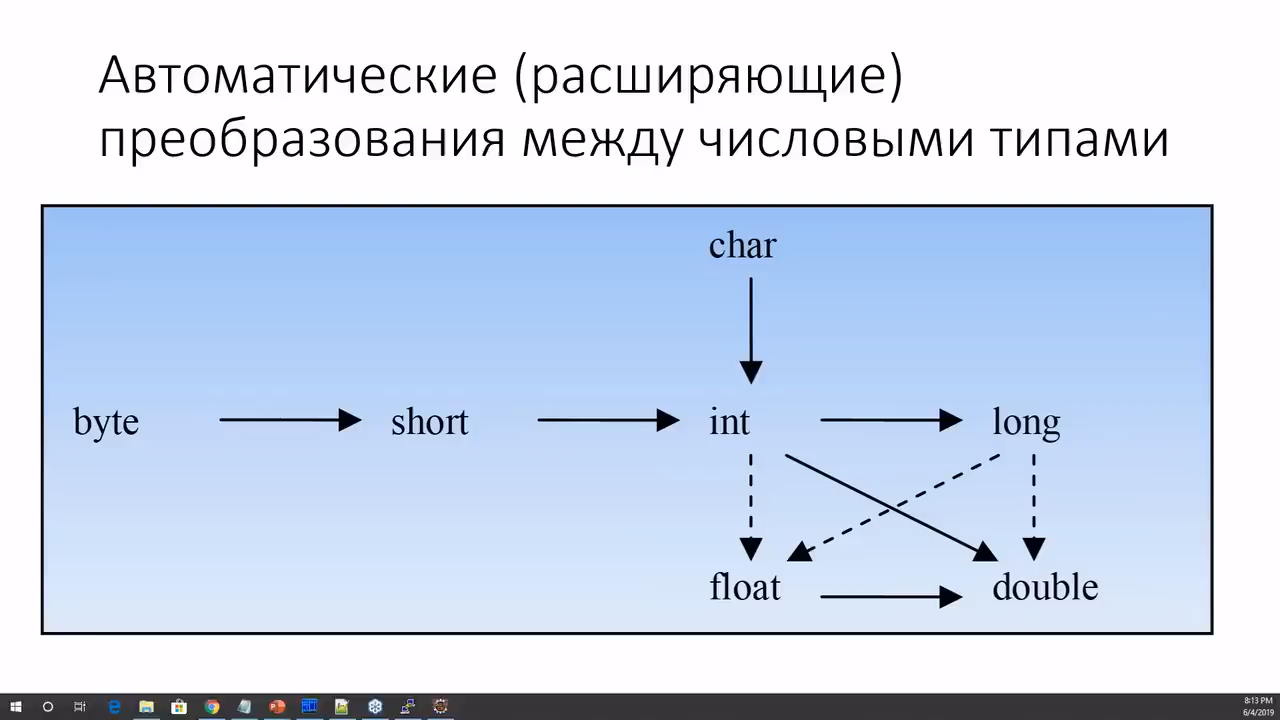 Автоматические (расширяющие)
преобразования между числовыми типами
char
byte short int long
float double
8:13 PM
6/4/2019